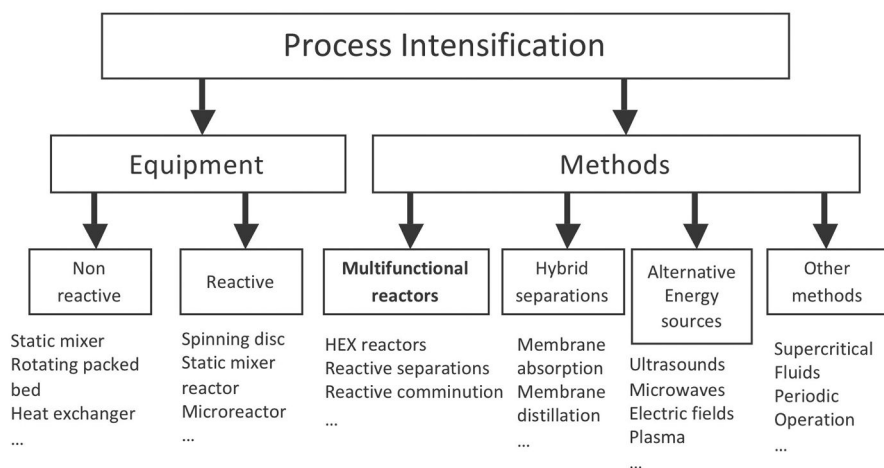 Process Intensification
Equipment
Methods
Non
reactive
Reactive
Multifunctional
reactors
Hybrid
separations
Alternative
Energy
sources
Other
methods
Static mixer
Rotating packed
bed
Heat exchanger
…
Spinning disc
Static mixer
reactor
Microreactor
…
HEX reactors
Reactive separations
Reactive comminution
…
Membrane
absorption
Membrane
distillation
…
Ultrasounds
Microwaves
Electric fields
Plasma
…
Supercritical
Fluids
Periodic
Operation
…